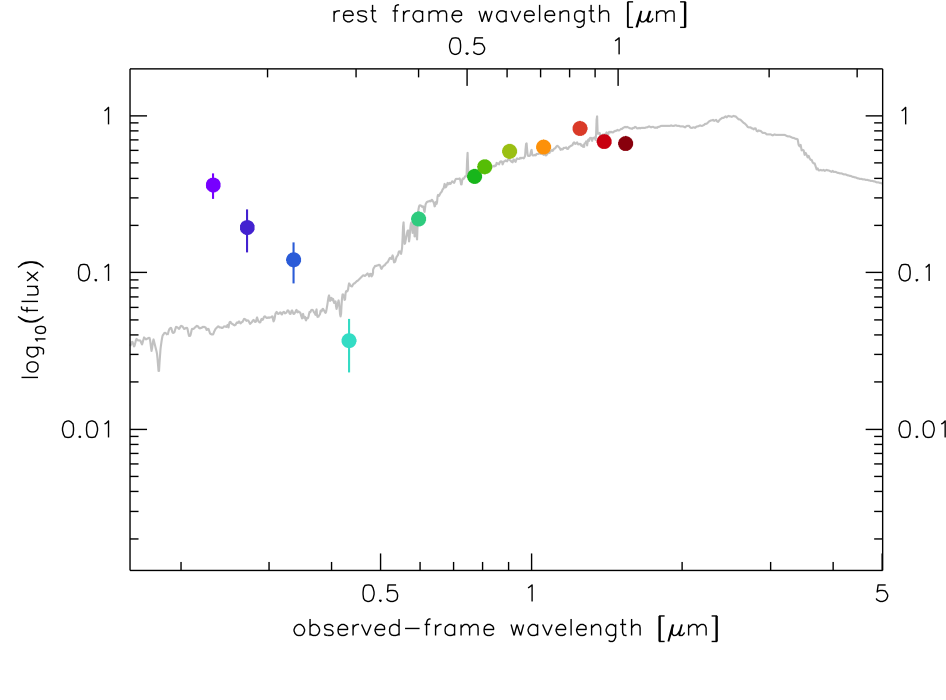 rest frame wavelength [μm]
0.5 1
1 1
0.1 0.1
0.01 0.01
log10(flux)
0.5 1 5
observed-frame wavelength [μm]